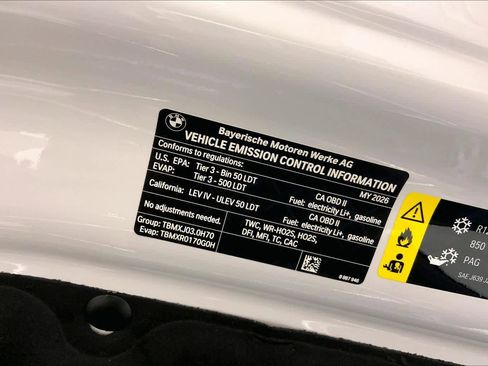 BMW
Bayerische Motoren Werke AG
VEHICLE EMISSION CONTROL INFORMATION
Conforms to regulations: MY 2026
U.S. EPA: Tier 3 - Bin 50 LDT CA OBD II
EVAP: Tier 3 - 500 LDT Fuel: electricity Li+, gasoline
California: LEV IV - ULEV 50 LDT CA OBD II
Fuel: electricity Li+, gasoline
No adjustments needed.
Group: TBMXJ03.0H70 TWC, WR-HO2S, HO2S,
Evap: TBMXR0170G0H DFI, MFI, TC, CAC
850
PAG
SAE J639